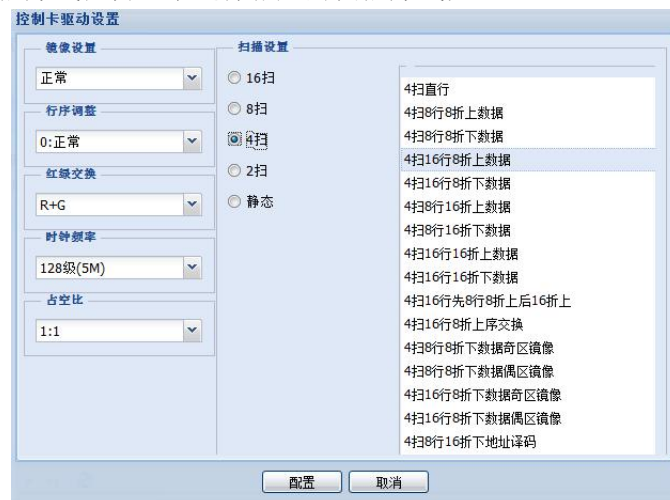 控制卡驱动设置
镜像设置
正常
行序调整
0:正常
红绿交换
R+G
时钟频率
128级(5M)
占空比
1:1
扫描设置
16扫
8扫
4扫
2扫
静态
4扫直行
4扫8行8折上数据
4扫8行8折下数据
4扫16行8折上数据
4扫16行8折下数据
4扫8行16折上数据
4扫8行16折下数据
4扫16行16折上数据
4扫16行16折下数据
4扫16行先8行8折上后16折上
4扫16行8折上序交换
4扫8行8折下数据奇区镜像
4扫8行8折下数据偶区镜像
4扫16行8折下数据奇区镜像
4扫16行8折下数据偶区镜像
4扫8行16折下地址译码
配置
取消